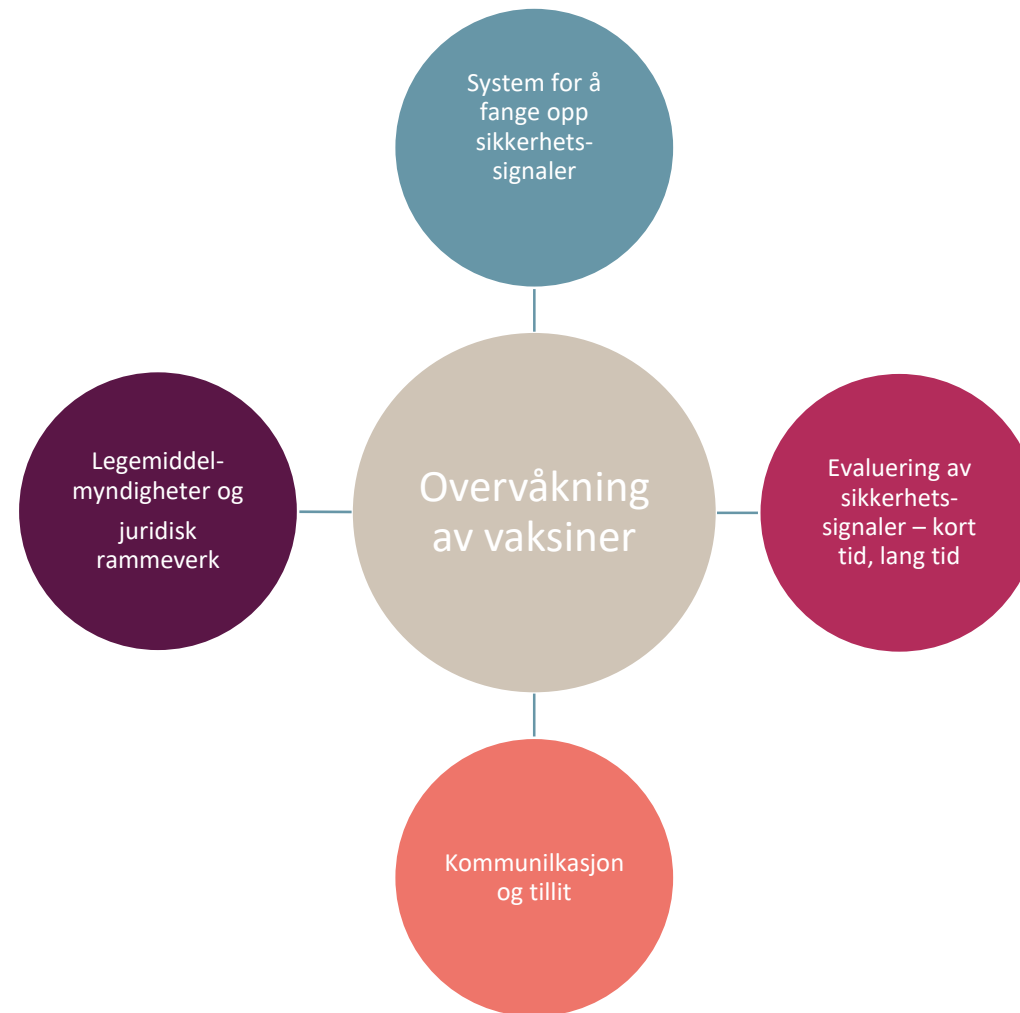 System for å
fange opp
sikkerhets-
signaler
Legemiddel-
myndigheter og
juridisk
rammeverk
Overvåkning
av vaksiner
Evaluering av
sikkerhets-
signaler – kort
tid, lang tid
Kommunilkasjon
og tillit